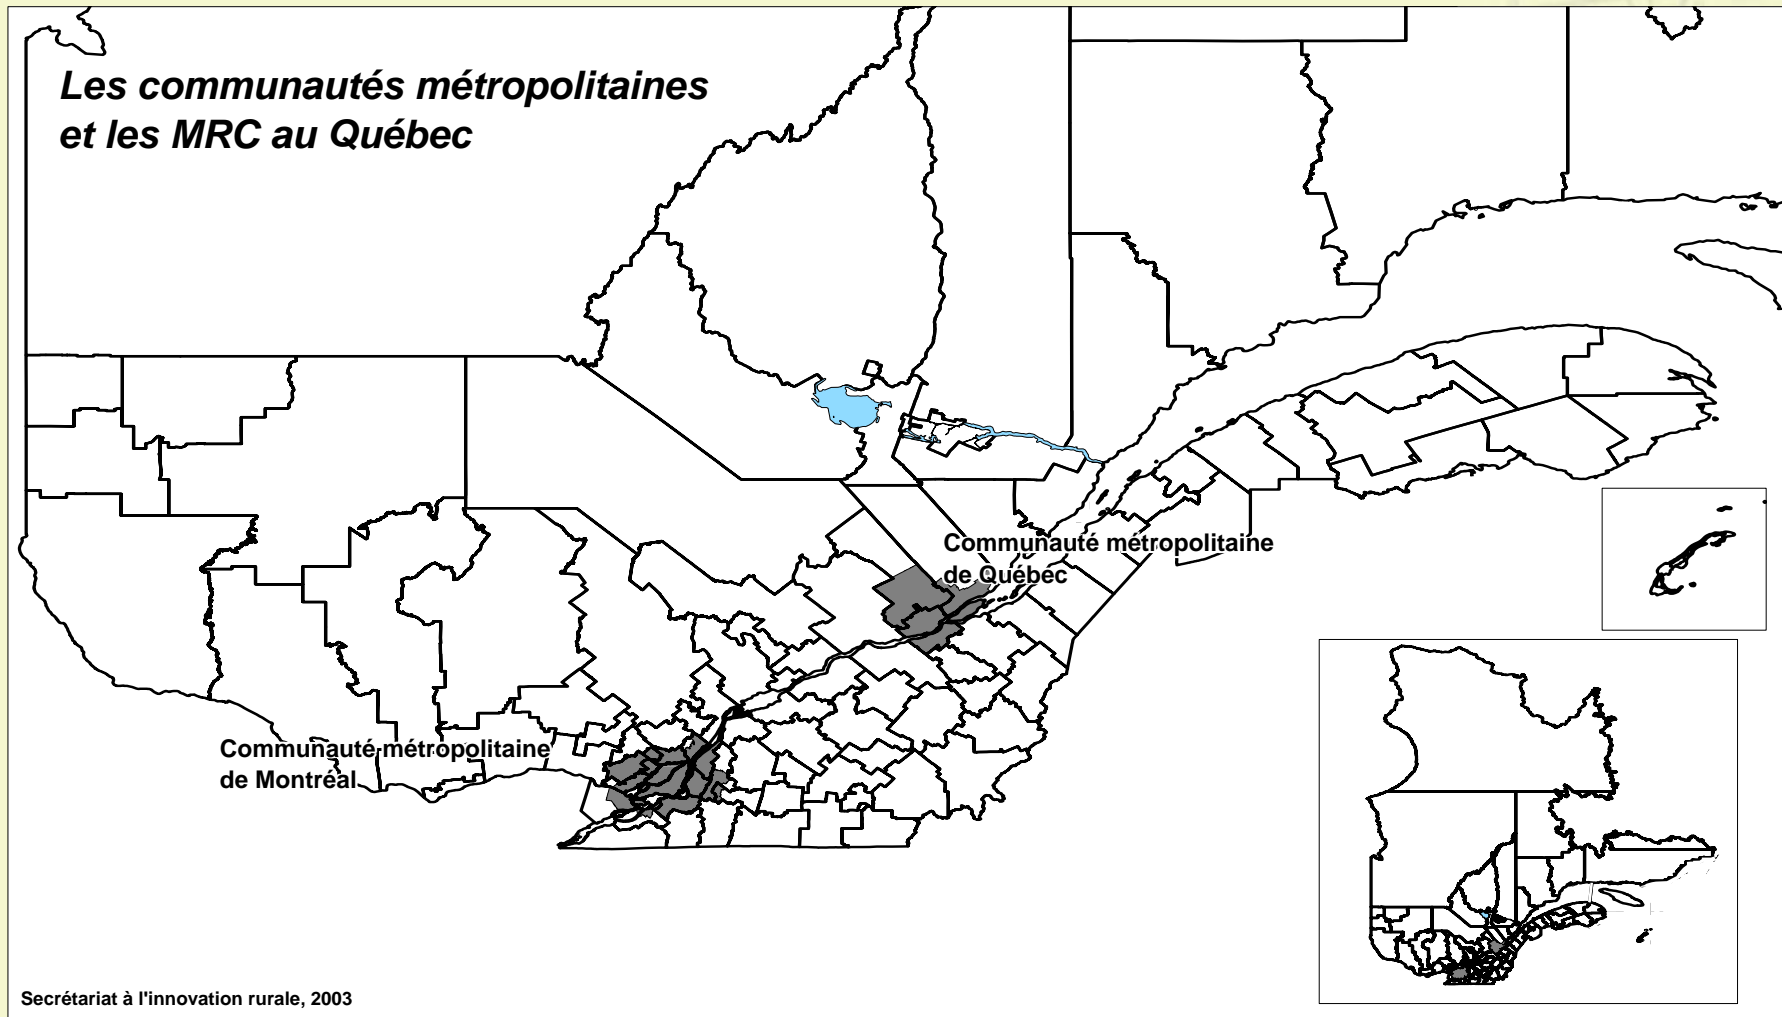 Les communautés métropolitaines
et les MRC au Québec
Communauté métropolitaine
de Québec
Communauté métropolitaine
de Montréal
Secrétariat à l'innovation rurale, 2003